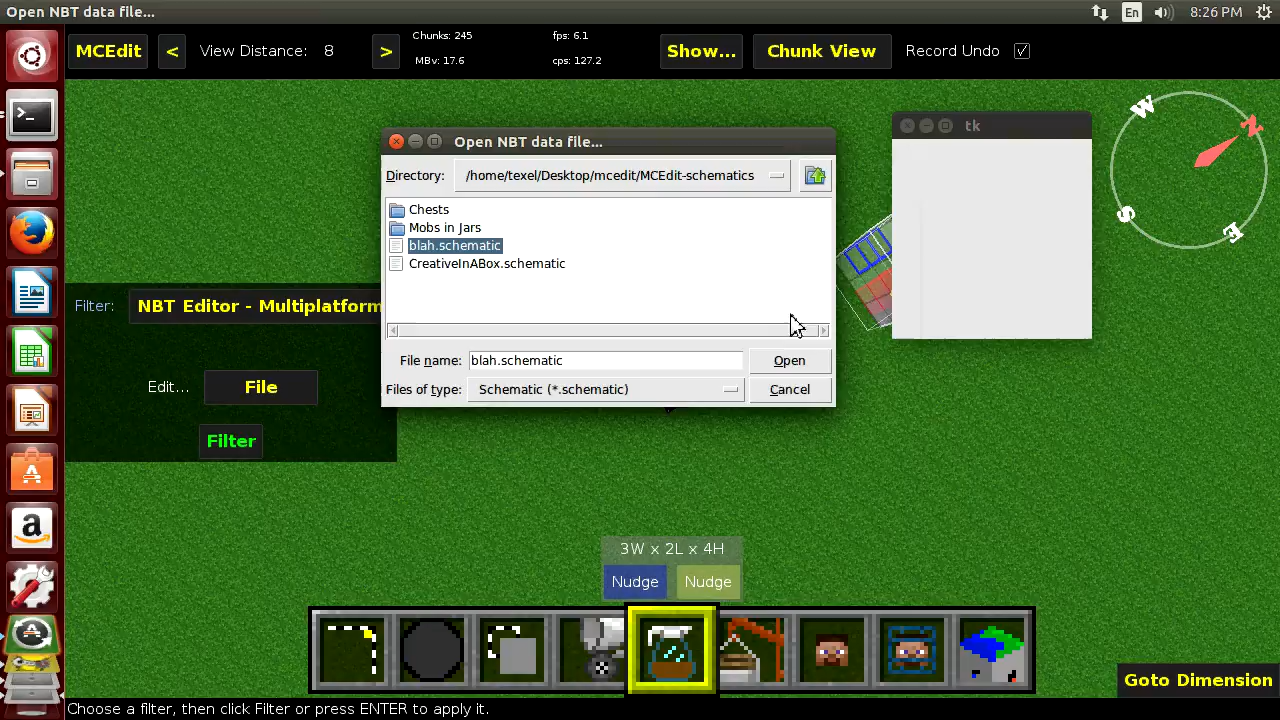 Open NBT data file...
En
8:26 PM
MCEdit
<
View Distance: 8
>
Chunks: 245
MBv: 17.6
fps: 6.1
cps: 127.2
Show...
Chunk View
Record Undo
Open NBT data file...
tk
W
N
S
E
Directory:
/home/texel/Desktop/mcedit/MCEdit-schematics
Chests
Mobs in Jars
blah.schematic
CreativeInABox.schematic
File name:
blah.schematic
Open
Files of type:
Schematic (*.schematic)
Cancel
Filter:
NBT Editor - Multiplatform
Edit...
File
Filter
3W x 2L x 4H
Nudge
Nudge
Goto Dimension
Choose a filter, then click Filter or press ENTER to apply it.